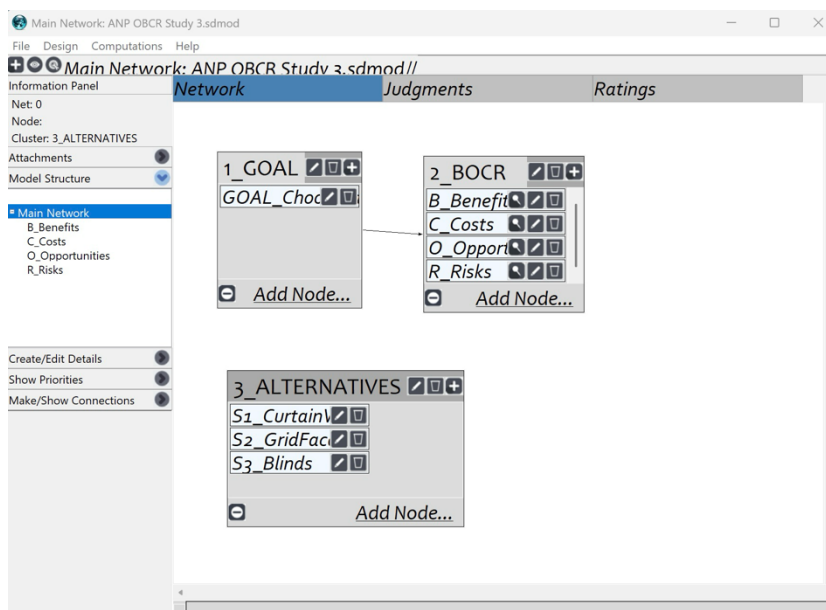 Main Network: ANP OBCR Study 3.sdmod
File Design Computations Help
Main Network: ANP OBCR Study 3.sdmod//
Information Panel
Net: 0
Node:
Cluster: 3_ALTERNATIVES
Attachments
Model Structure
Main Network
B_Benefits
C_Costs
O_Opportunities
R_Risks
Create/Edit Details
Show Priorities
Make/Show Connections
Network Judgments Ratings
1_GOAL
GOAL_Choo
Add Node...
2_BOCR
B_Benefit
C_Costs
O_Opport
R_Risks
Add Node...
3_ALTERNATIVES
S1_Curtain
S2_GridFac
S3_Blinds
Add Node...